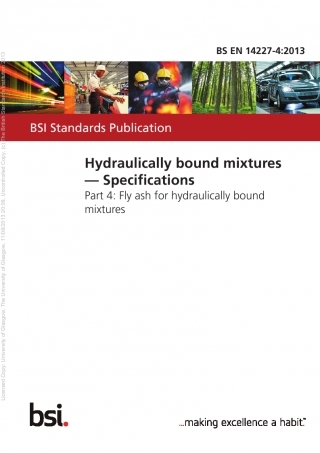 BS EN 14227-4:2013
BSI Standards Publication
Hydraulically bound mixtures
— Specifications
Part 4: Fly ash for hydraulically bound
mixtures
bsi.
...making excellence a habit.™